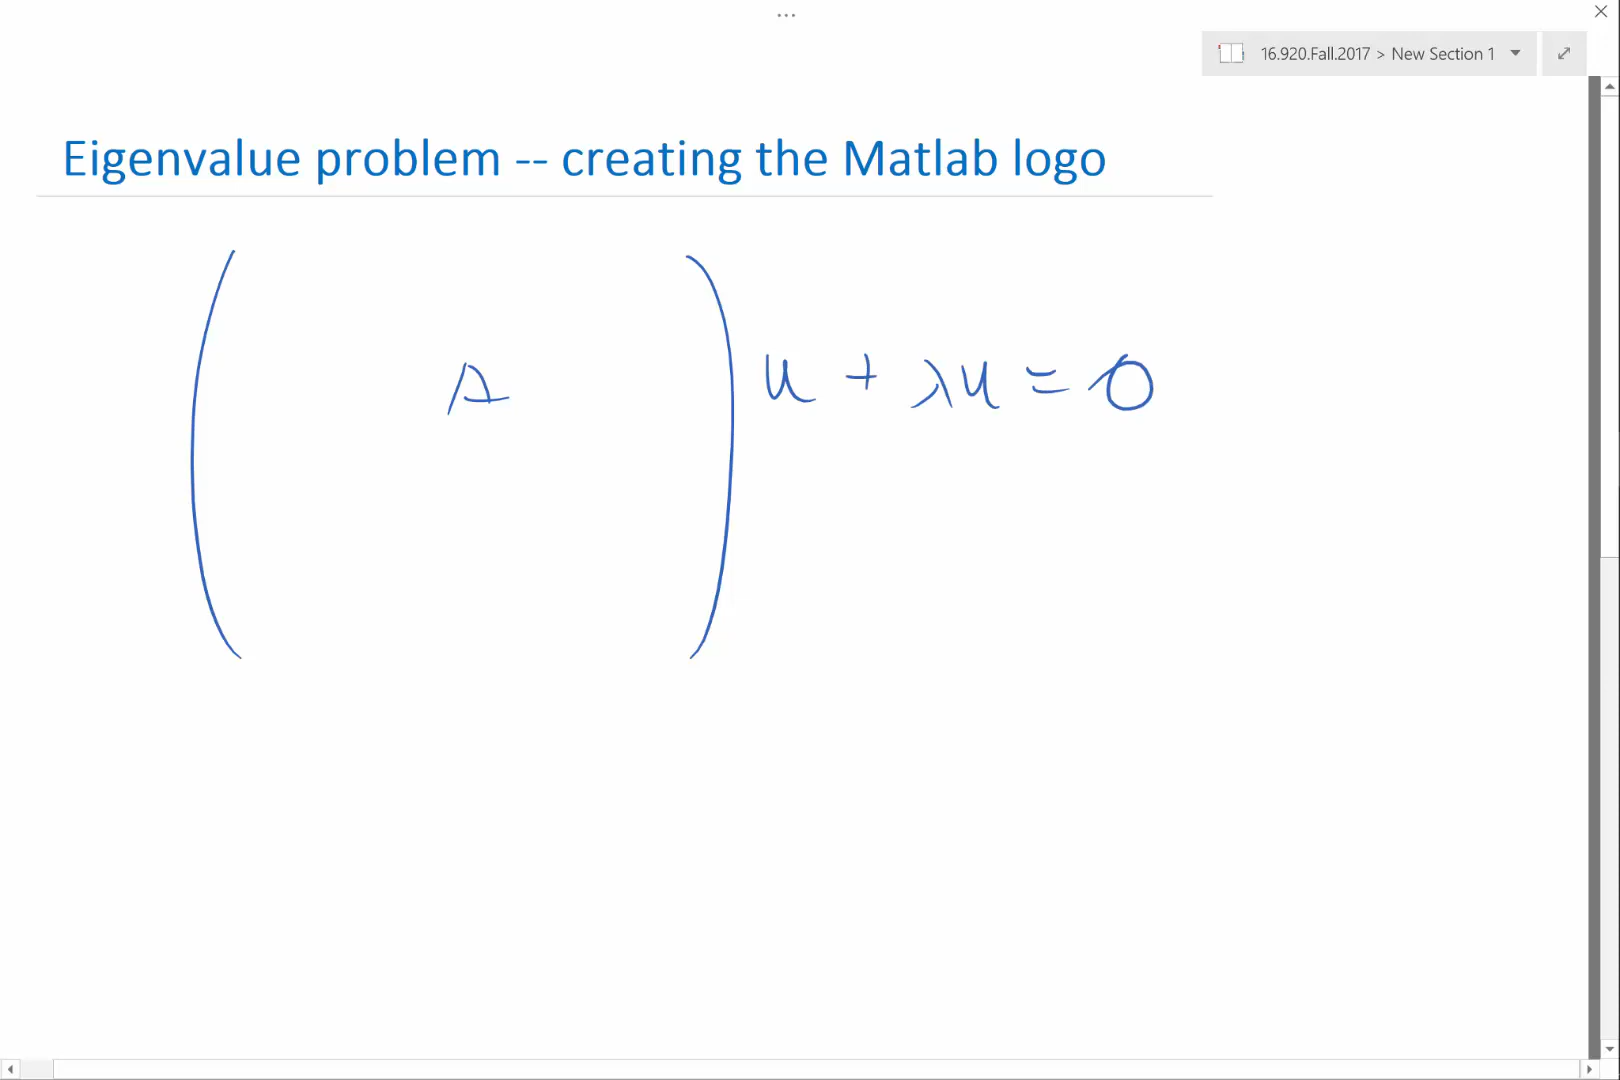 ...
16.920.Fall.2017 > New Section 1
Eigenvalue problem -- creating the Matlab logo
( A ) u + λu = 0